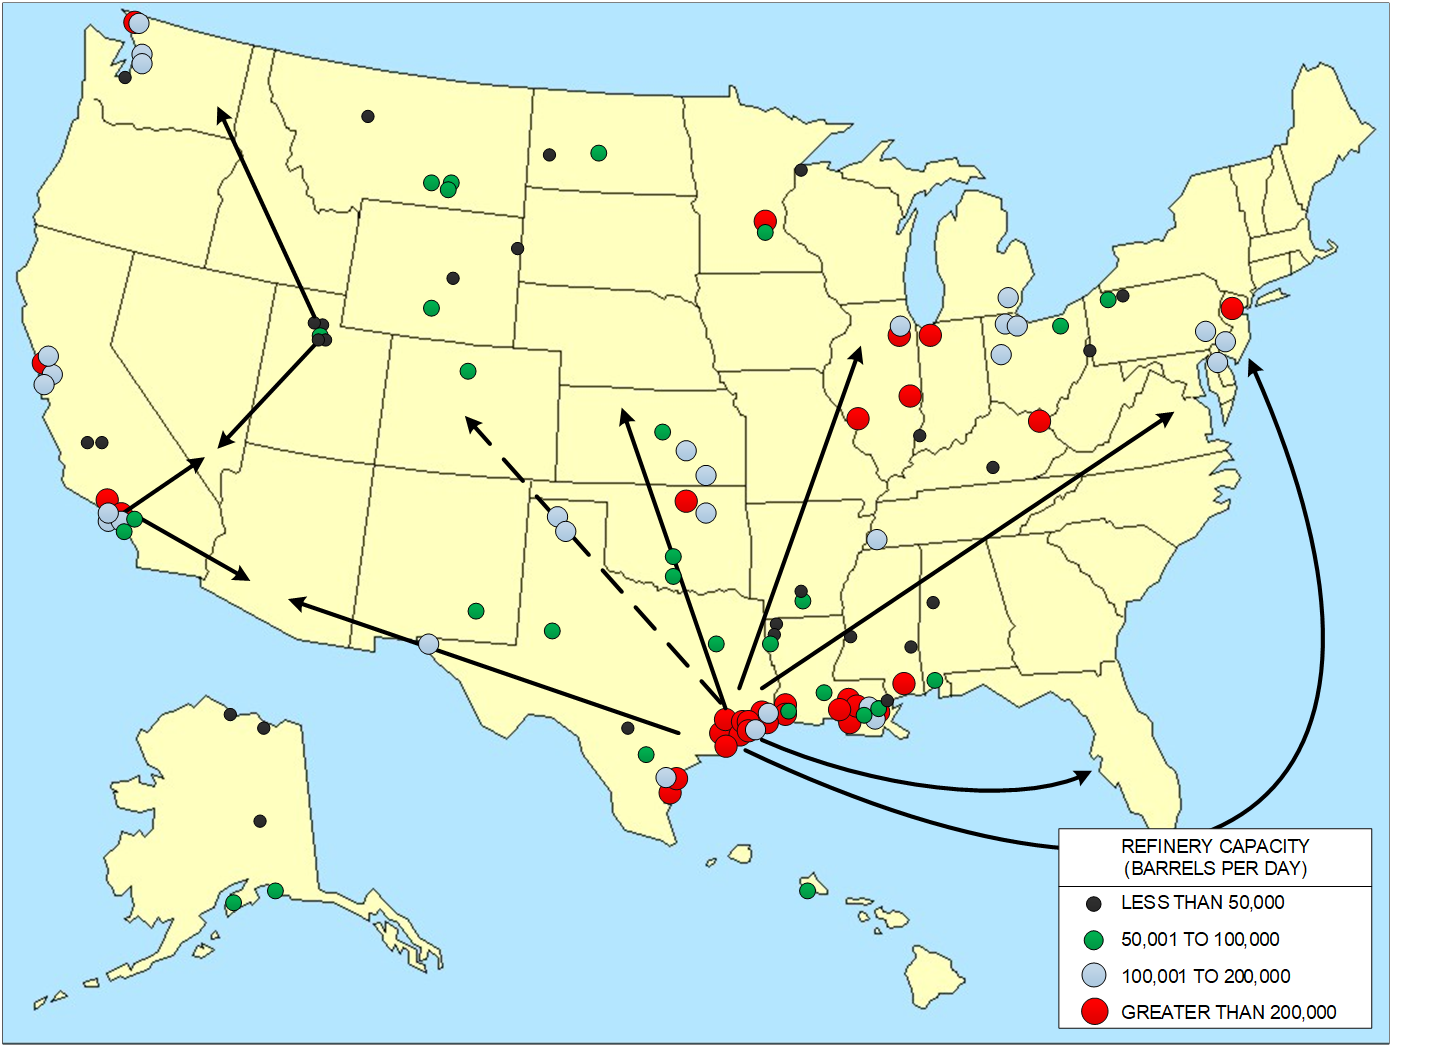 REFINERY CAPACITY
(BARRELS PER DAY)
LESS THAN 50,000
50,001 TO 100,000
100,001 TO 200,000
GREATER THAN 200,000